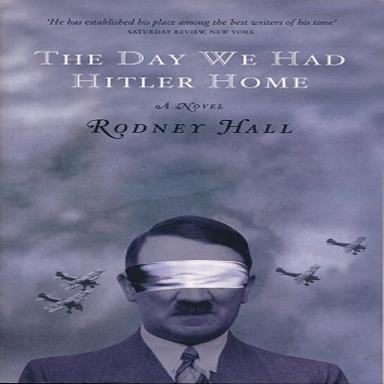 'He has established his place among the best writers of his time'
SATURDAY REVIEW, NEW YORK
THE DAY WE HAD
HITLER HOME
A NOVEL
RODNEY HALL